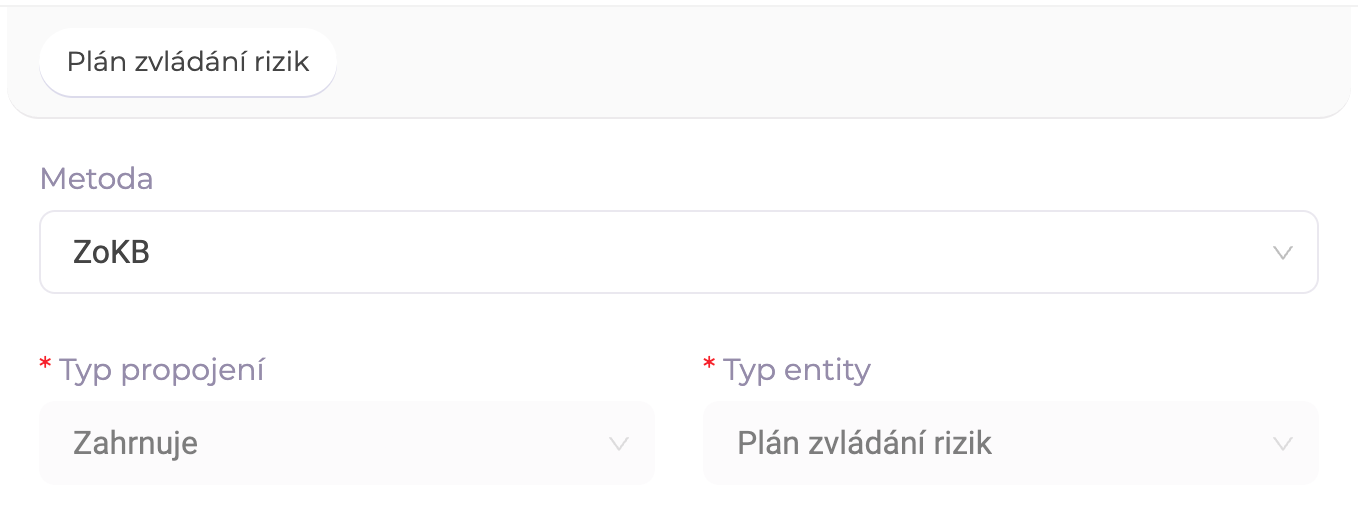 Plán zvládání rizik
Metoda
ZoKB
* Typ propojení
* Typ entity
Zahrnuje
Plán zvládání rizik